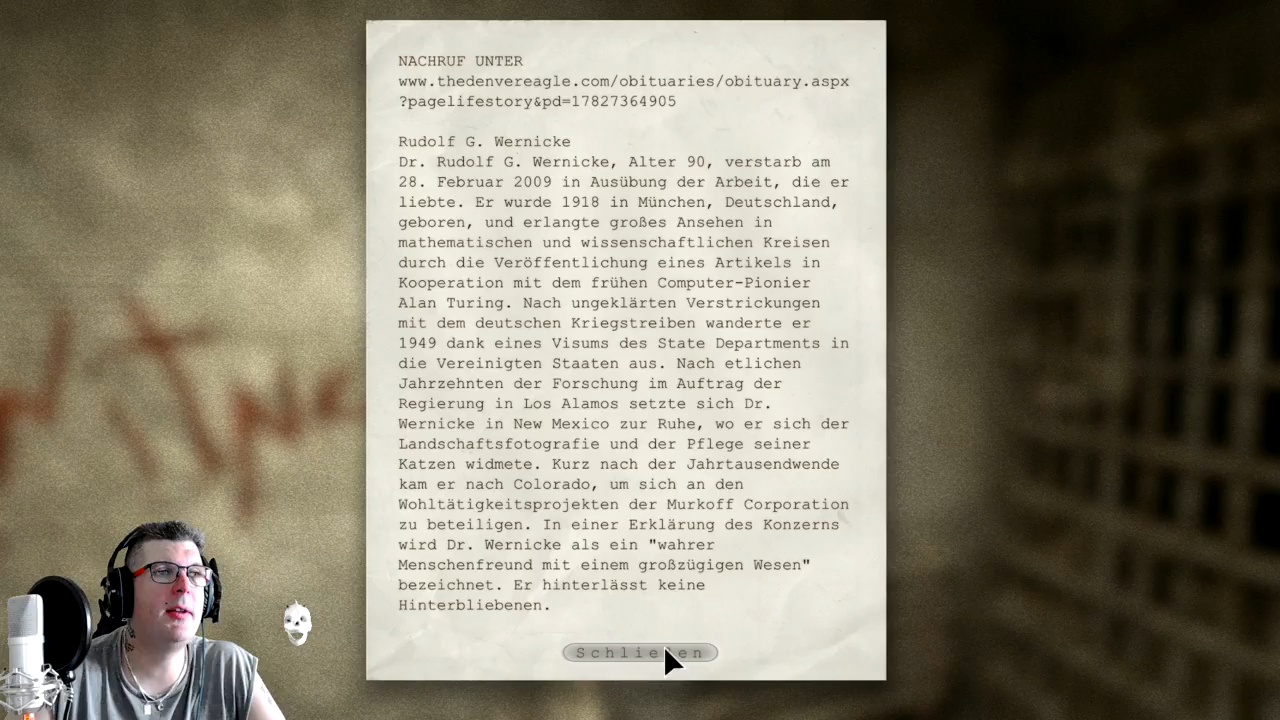 NACHRUF UNTER
www.thedenvereagle.com/obituaries/obituary.aspx
?pagelifestory&pd=17827364905
Rudolf G. Wernicke
Dr. Rudolf G. Wernicke, Alter 90, verstarb am
28. Februar 2009 in Ausübung der Arbeit, die er
liebte. Er wurde 1918 in München, Deutschland,
geboren, und erlangte großes Ansehen in
mathematischen und wissenschaftlichen Kreisen
durch die Veröffentlichung eines Artikels in
Kooperation mit dem frühen Computer-Pionier
Alan Turing. Nach ungeklärten Verstrickungen
mit dem deutschen Kriegstreiben wanderte er
1949 dank eines Visums des State Departments in
die Vereinigten Staaten aus. Nach etlichen
Jahrzehnten der Forschung im Auftrag der
Regierung in Los Alamos setzte sich Dr.
Wernicke in New Mexico zur Ruhe, wo er sich der
Landschaftsfotografie und der Pflege seiner
Katzen widmete. Kurz nach der Jahrtausendwende
kam er nach Colorado, um sich an den
Wohltätigkeitsprojekten der Murkoff Corporation
zu beteiligen. In einer Erklärung des Konzerns
wird Dr. Wernicke als ein "wahrer
Menschenfreund mit einem großzügigen Wesen"
bezeichnet. Er hinterlässt keine
Hinterbliebenen.
Schließen